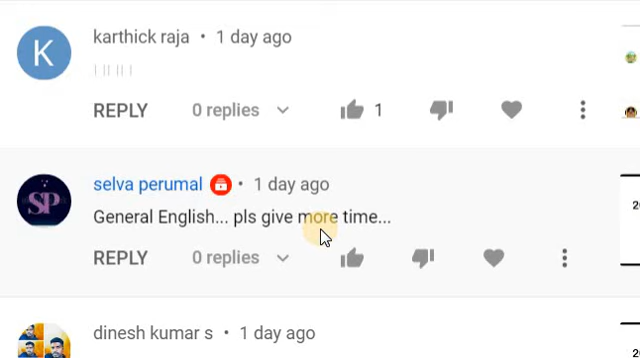 karthick raja • 1 day ago
K
REPLY 0 replies 1
selva perumal • 1 day ago
SP
General English... pls give more time...
REPLY 0 replies
dinesh kumar s • 1 day ago